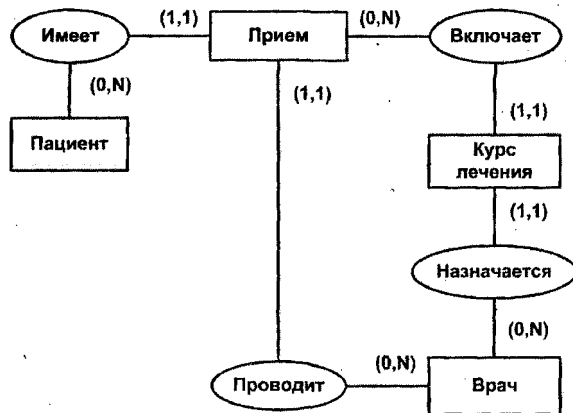 Имеет
(1,1)
Прием
(0,N)
Включает
(0,N)
(1,1)
(1,1)
Пациент
Курс
лечения
(1,1)
Назначается
(0,N)
Проводит
(0,N)
Врач